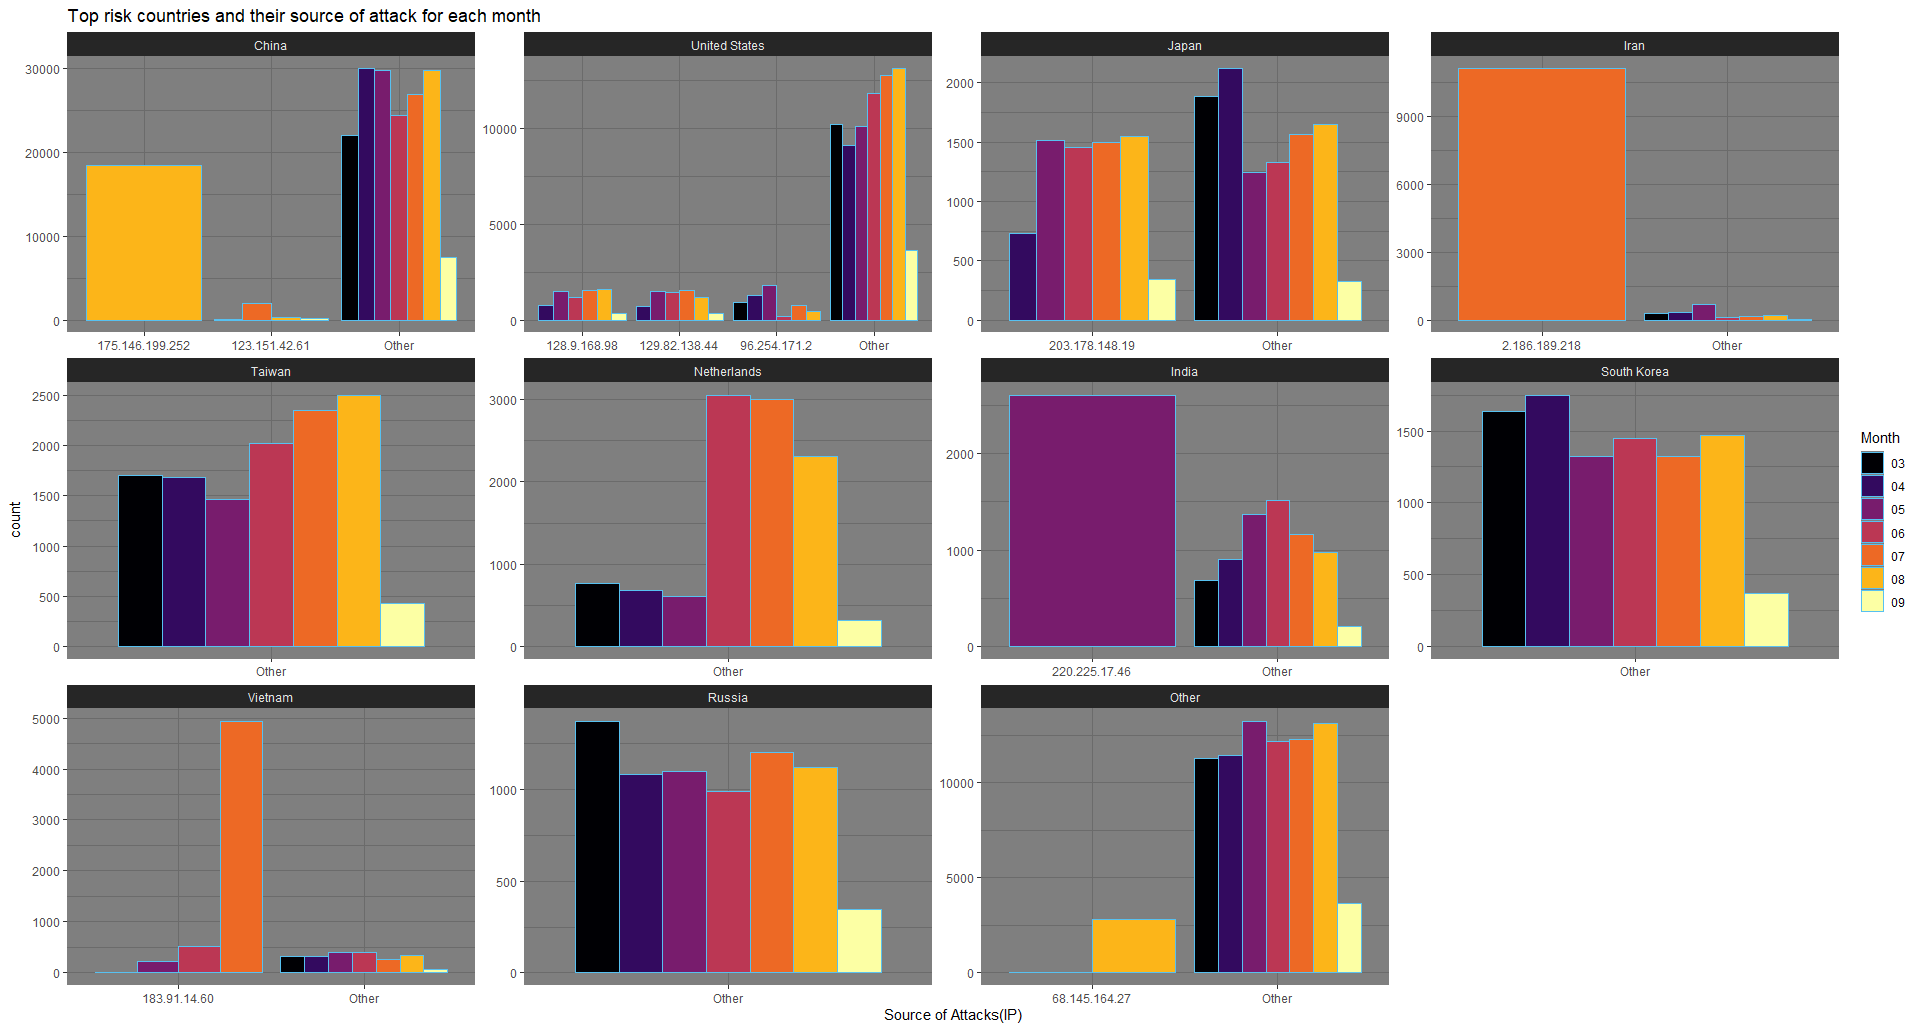 Top risk countries and their source of attack for each month
China
United States
Japan
Iran
30000
20000
10000
0
10000
5000
0
2000
1500
1000
500
0
9000
6000
3000
0
175.146.199.252
123.151.42.61
Other
128.9.168.98
129.82.138.44
96.254.171.2
Other
203.178.148.19
Other
2.186.189.218
Other
Taiwan
Netherlands
India
South Korea
2500
2000
1500
1000
500
0
3000
2000
1000
0
2000
1000
0
1500
1000
500
0
Other
Other
220.225.17.46
Other
Other
Vietnam
Russia
Other
5000
4000
3000
2000
1000
0
1000
500
0
10000
5000
0
183.91.14.60
Other
Other
68.145.164.27
Other
count
Source of Attacks(IP)
Month
03
04
05
06
07
08
09